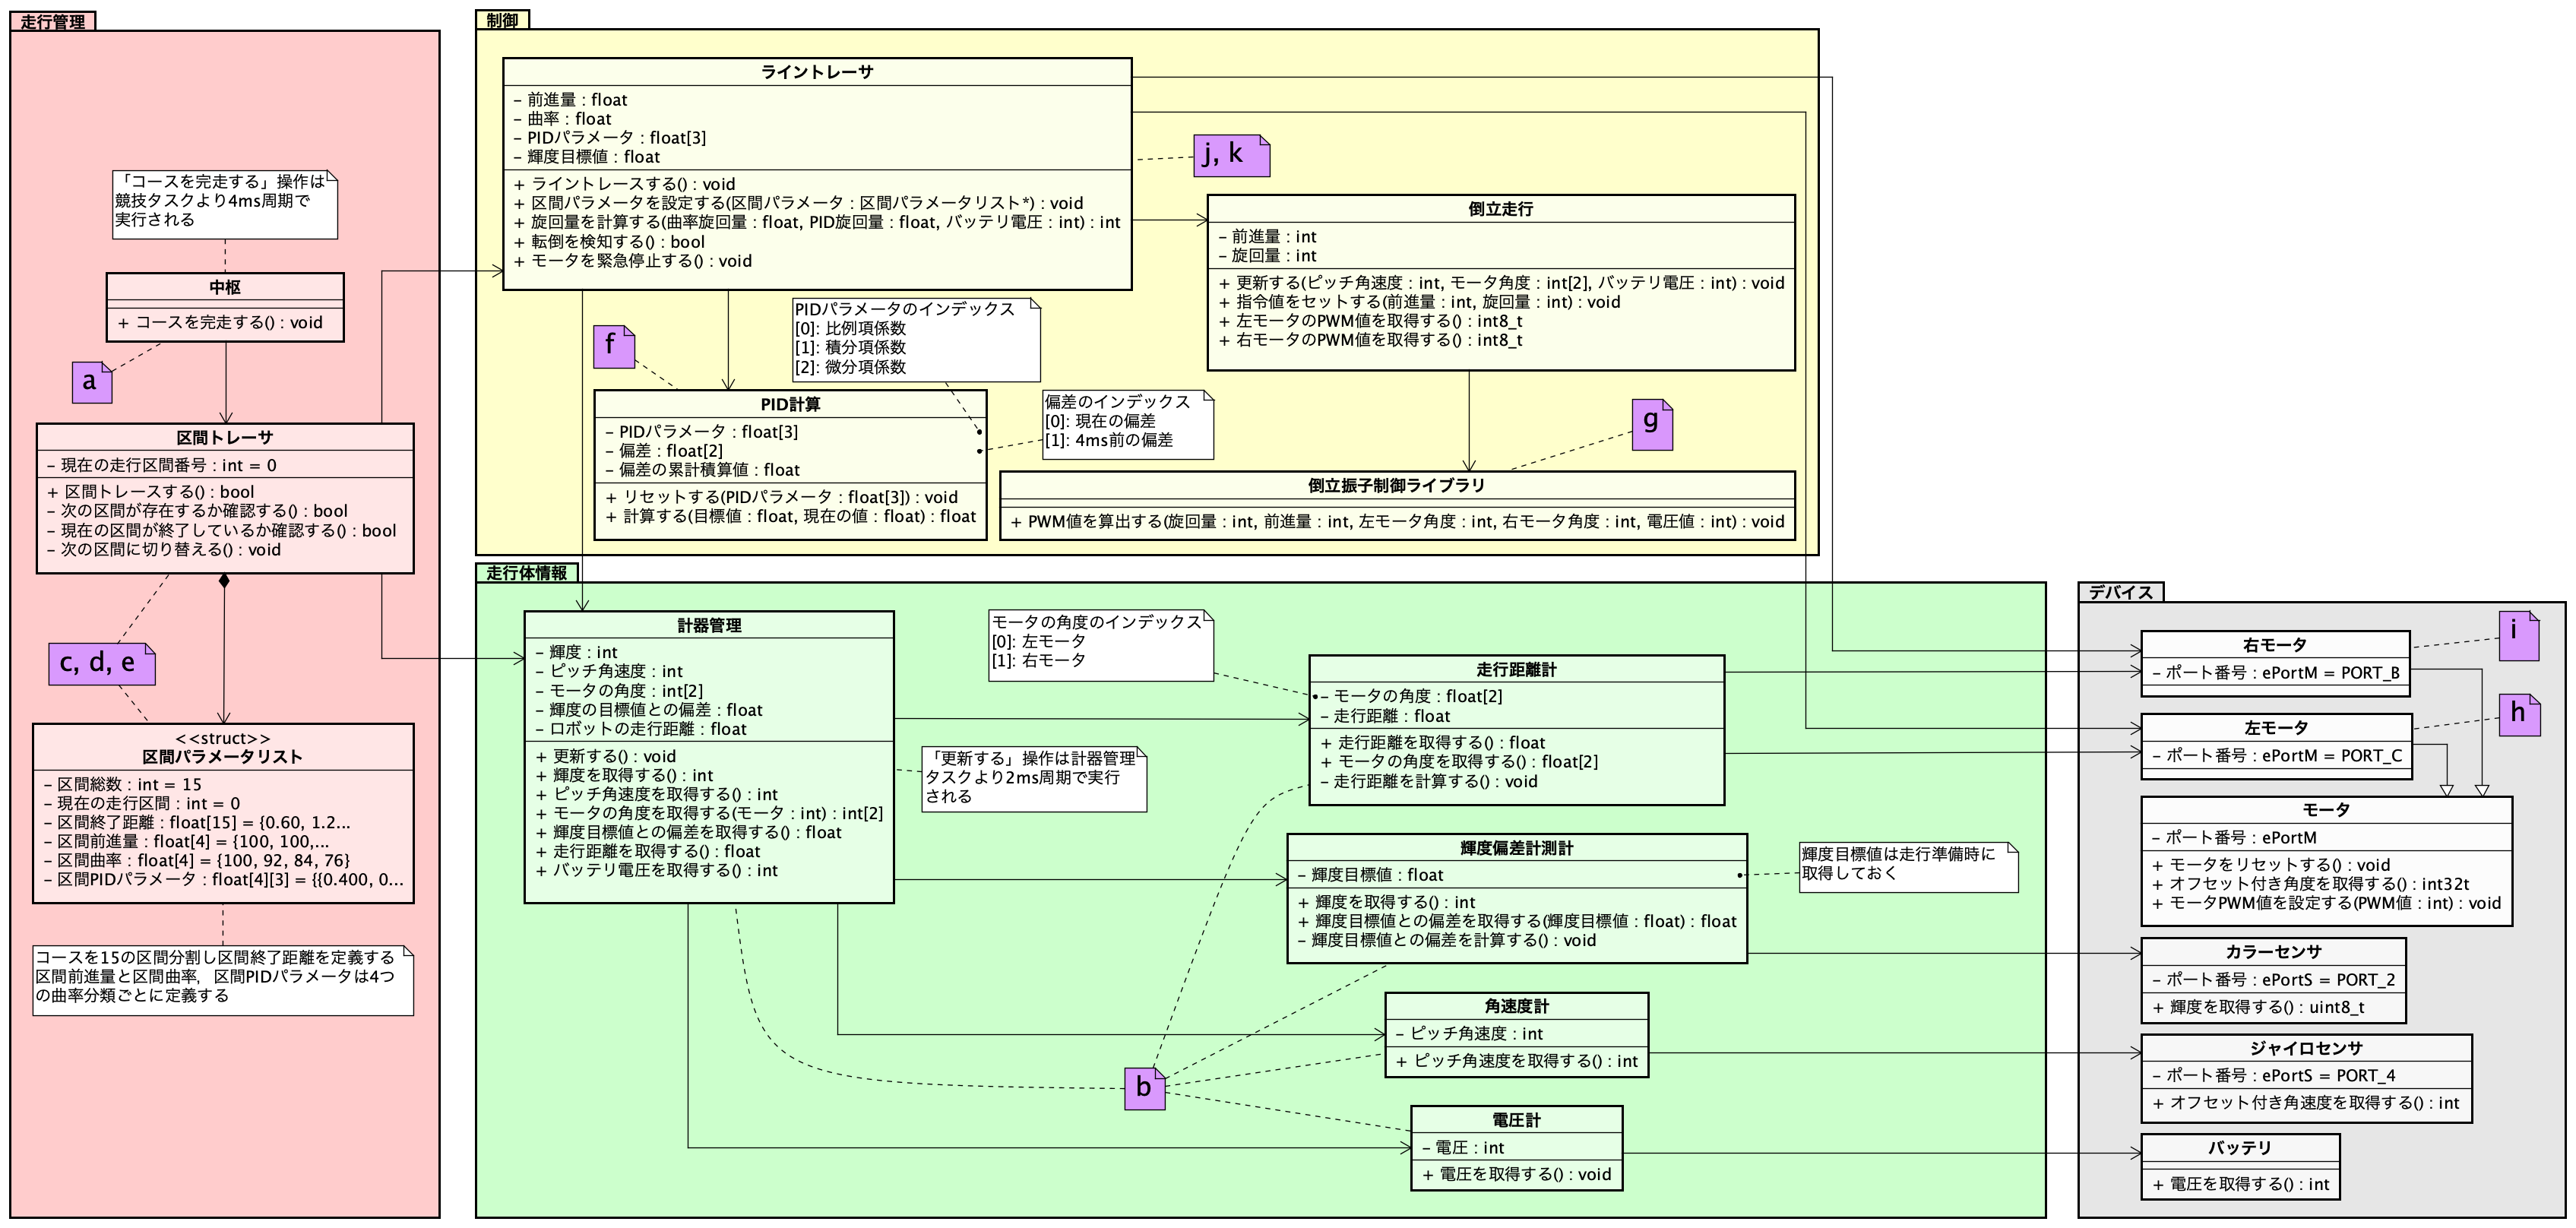 走行管理
「コースを完走する」操作は
競技タスクより4ms周期で
実行される
中枢
+ コースを完走する() : void
a
区間トレーサ
– 現在の走行区間番号 : int = 0
+ 区間トレースする() : bool
– 次の区間が存在するか確認する() : bool
– 現在の区間が終了しているか確認する() : bool
– 次の区間に切り替える() : void
c, d, e
<<struct>>
区間パラメータリスト
– 区間総数 : int = 15
– 現在の走行区間 : int = 0
– 区間終了距離 : float[15] = {0.60, 1.2...
– 区間前進量 : float[4] = {100, 100,...
– 区間曲率 : float[4] = {100, 92, 84, 76}
– 区間PIDパラメータ : float[4][3] = {{0.400, 0...
コースを15の区間分割し区間終了距離を定義する
区間前進量と区間曲率, 区間PIDパラメータは4つ
の曲率分類ごとに定義する
制御
ライントレーサ
– 前進量 : float
– 曲率 : float
– PIDパラメータ : float[3]
– 輝度目標値 : float
+ ライントレースする() : void
+ 区間パラメータを設定する(区間パラメータ : 区間パラメータリスト*) : void
+ 旋回量を計算する(曲率旋回量 : float, PID旋回量 : float, バッテリ電圧 : int) : int
+ 転倒を検知する() : bool
+ モータを緊急停止する() : void
j, k
倒立走行
– 前進量 : int
– 旋回量 : int
+ 更新する(ピッチ角速度 : int, モータ角度 : int[2], バッテリ電圧 : int) : void
+ 指令値をセットする(前進量 : int, 旋回量 : int) : void
+ 左モータのPWM値を取得する() : int8_t
+ 右モータのPWM値を取得する() : int8_t
PIDパラメータのインデックス
[0]: 比例項係数
[1]: 積分項係数
[2]: 微分項係数
f
PID計算
– PIDパラメータ : float[3]
– 偏差 : float[2]
– 偏差の累計積算値 : float
+ リセットする(PIDパラメータ : float[3]) : void
+ 計算する(目標値 : float, 現在の値 : float) : float
偏差のインデックス
[0]: 現在の偏差
[1]: 4ms前の偏差
g
倒立振子制御ライブラリ
+ PWM値を算出する(旋回量 : int, 前進量 : int, 左モータ角度 : int, 右モータ角度 : int, 電圧値 : int) : void
走行体情報
計器管理
– 輝度 : int
– ピッチ角速度 : int
– モータの角度 : int[2]
– 輝度の目標値との偏差 : float
– ロボットの走行距離 : float
+ 更新する() : void
+ 輝度を取得する() : int
+ ピッチ角速度を取得する() : int
+ モータの角度を取得する(モータ : int) : int[2]
+ 輝度目標値との偏差を取得する() : float
+ 走行距離を取得する() : float
+ バッテリ電圧を取得する() : int
モータの角度のインデックス
[0]: 左モータ
[1]: 右モータ
「更新する」操作は計器管理
タスクより2ms周期で実行
される
走行距離計
– モータの角度 : float[2]
– 走行距離 : float
+ 走行距離を取得する() : float
+ モータの角度を取得する() : float[2]
– 走行距離を計算する() : void
輝度偏差計測計
– 輝度目標値 : float
+ 輝度を取得する() : int
+ 輝度目標値との偏差を取得する(輝度目標値 : float) : float
– 輝度目標値との偏差を計算する() : void
輝度目標値は走行準備時に
取得しておく
角速度計
– ピッチ角速度 : int
+ ピッチ角速度を取得する() : int
b
電圧計
– 電圧 : int
+ 電圧を取得する() : void
デバイス
i
右モータ
– ポート番号 : ePortM = PORT_B
h
左モータ
– ポート番号 : ePortM = PORT_C
モータ
– ポート番号 : ePortM
+ モータをリセットする() : void
+ オフセット付き角度を取得する() : int32t
+ モータPWM値を設定する(PWM値 : int) : void
カラーセンサ
– ポート番号 : ePortS = PORT_2
+ 輝度を取得する() : uint8_t
ジャイロセンサ
– ポート番号 : ePortS = PORT_4
+ オフセット付き角速度を取得する() : int
バッテリ
+ 電圧を取得する() : int